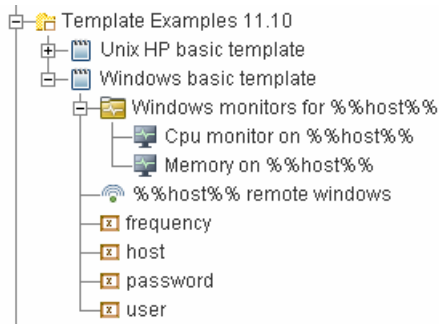 Template Examples 11.10
Unix HP basic template
Windows basic template
Windows monitors for %%host%%
Cpu monitor on %%host%%
Memory on %%host%%
%%host%% remote windows
frequency
host
password
user